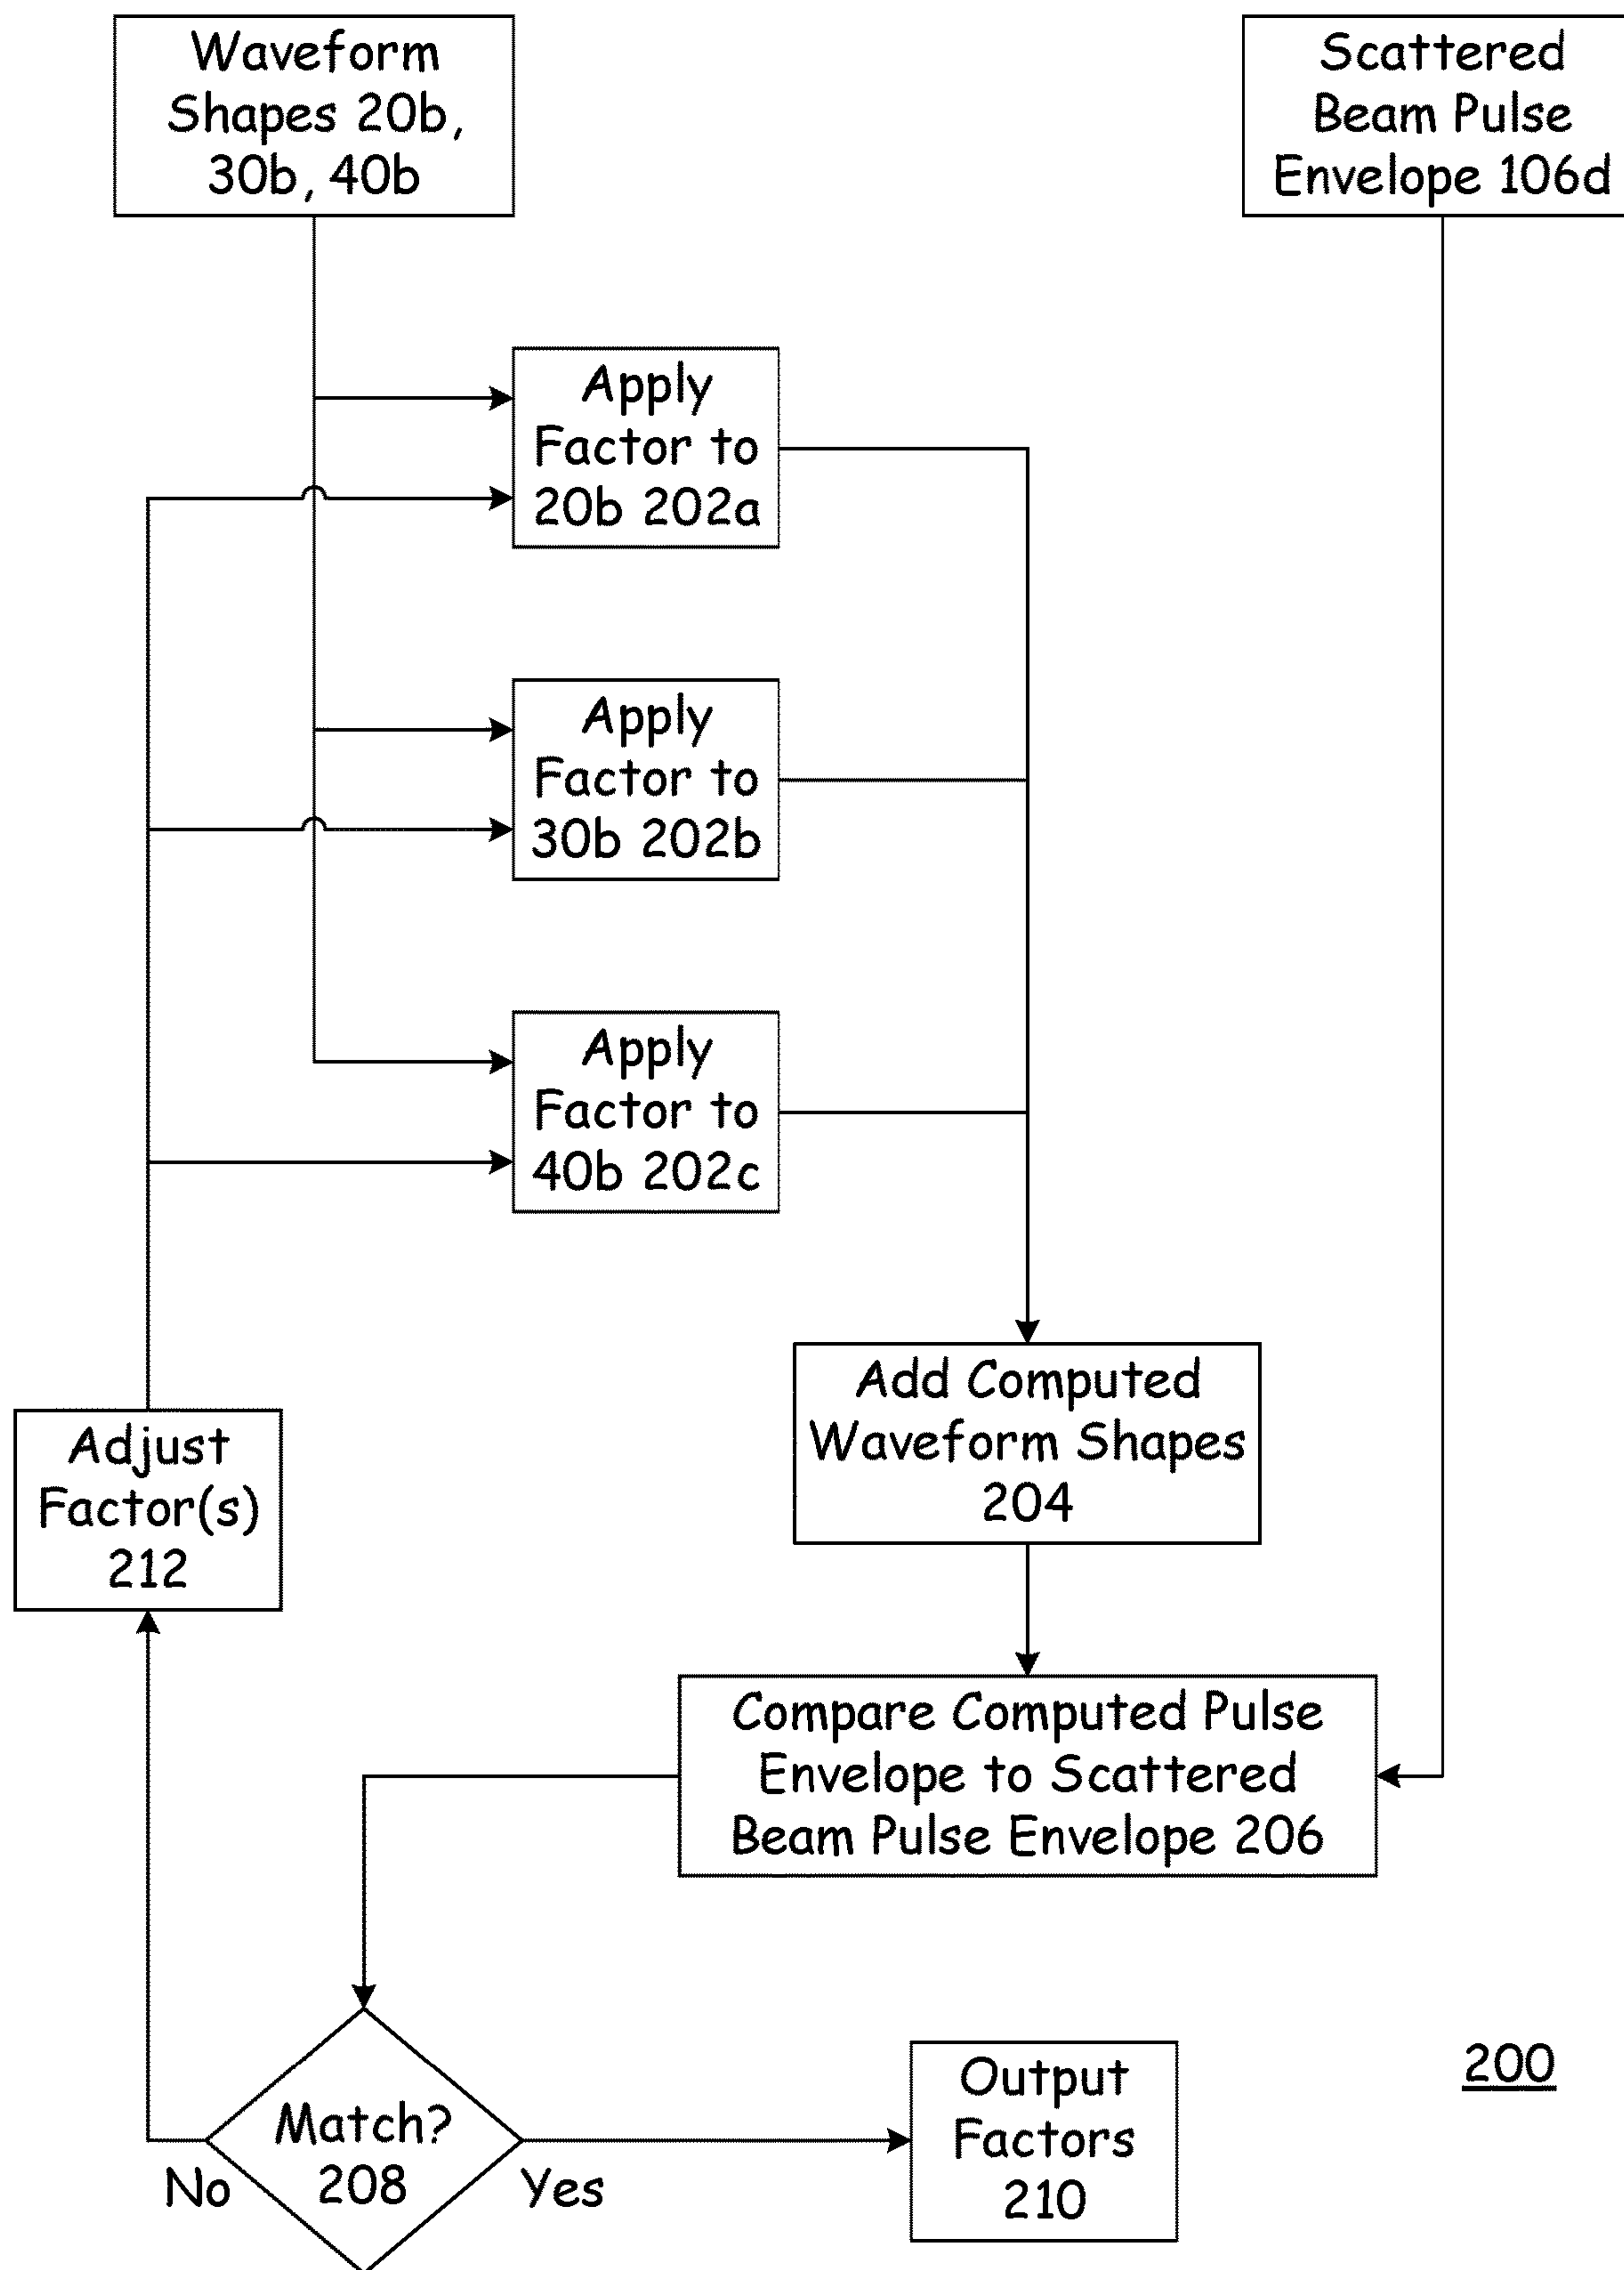 Waveform
Shapes 20b,
30b, 40b
Scattered
Beam Pulse
Envelope 106d
Apply
Factor to
20b 202a
Apply
Factor to
30b 202b
Apply
Factor to
40b 202c
Add Computed
Waveform Shapes
204
Adjust
Factor(s)
212
Compare Computed Pulse
Envelope to Scattered
Beam Pulse Envelope 206
Match?
208
No
Yes
Output
Factors
210
200